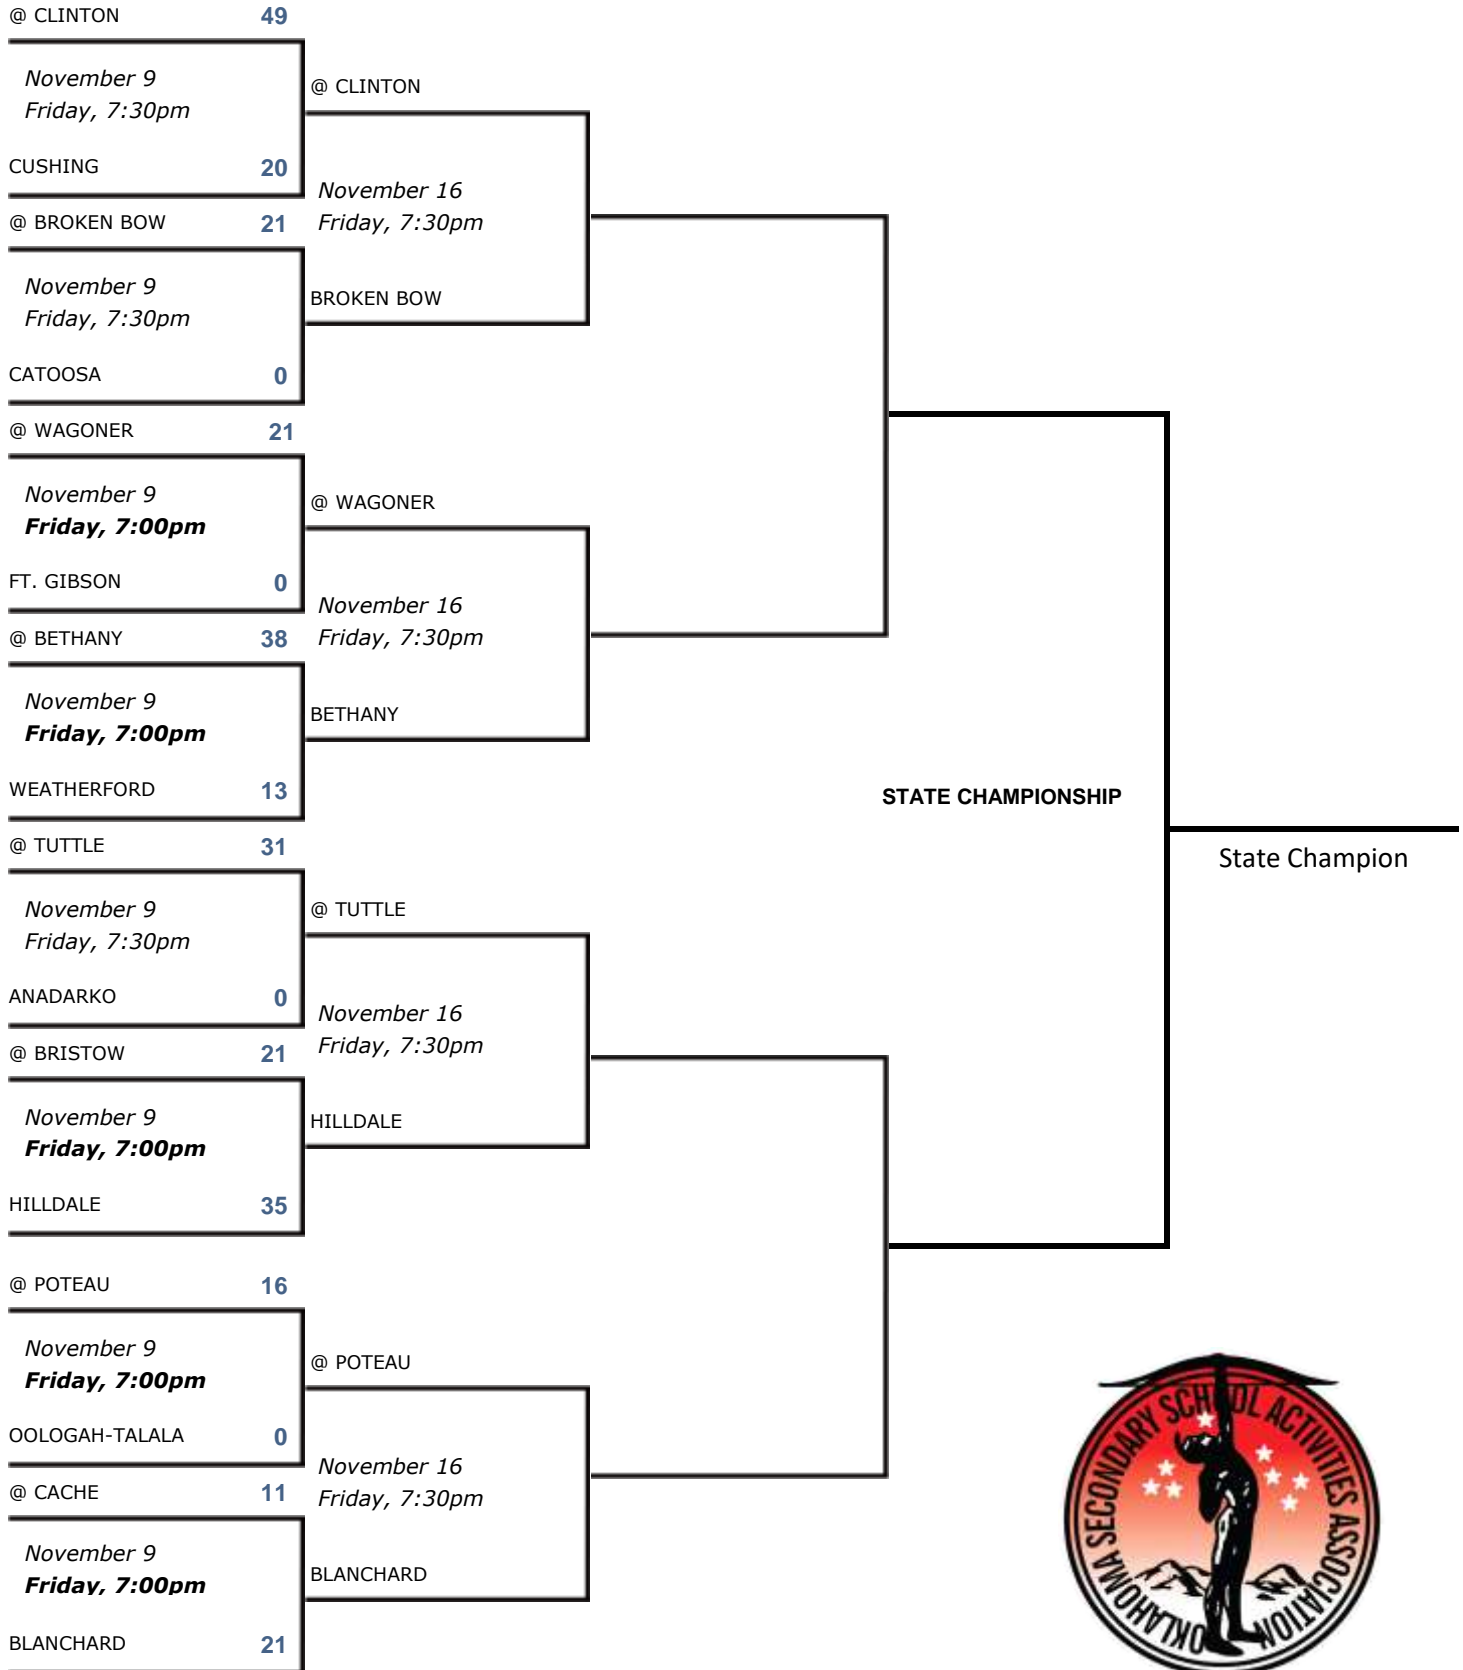 @ CLINTON 49
November 9
Friday, 7:30pm
CUSHING 20
@ BROKEN BOW 21
November 9
Friday, 7:30pm
CATOOSA 0
@ WAGONER 21
November 9
Friday, 7:00pm
FT. GIBSON 0
@ BETHANY 38
November 9
Friday, 7:00pm
WEATHERFORD 13
@ TUTTLE 31
November 9
Friday, 7:30pm
ANADARKO 0
@ BRISTOW 21
November 9
Friday, 7:00pm
HILLDALE 35
@ POTEAU 16
November 9
Friday, 7:00pm
OOLOGAH-TALALA 0
@ CACHE 11
November 9
Friday, 7:00pm
BLANCHARD 21
@ CLINTON
November 16
Friday, 7:30pm
BROKEN BOW
@ WAGONER
November 16
Friday, 7:30pm
BETHANY
@ TUTTLE
November 16
Friday, 7:30pm
HILLDALE
@ POTEAU
November 16
Friday, 7:30pm
BLANCHARD
STATE CHAMPIONSHIP
State Champion
OKLAHOMA SECONDARY SCHOOL ACTIVITIES ASSOCIATION